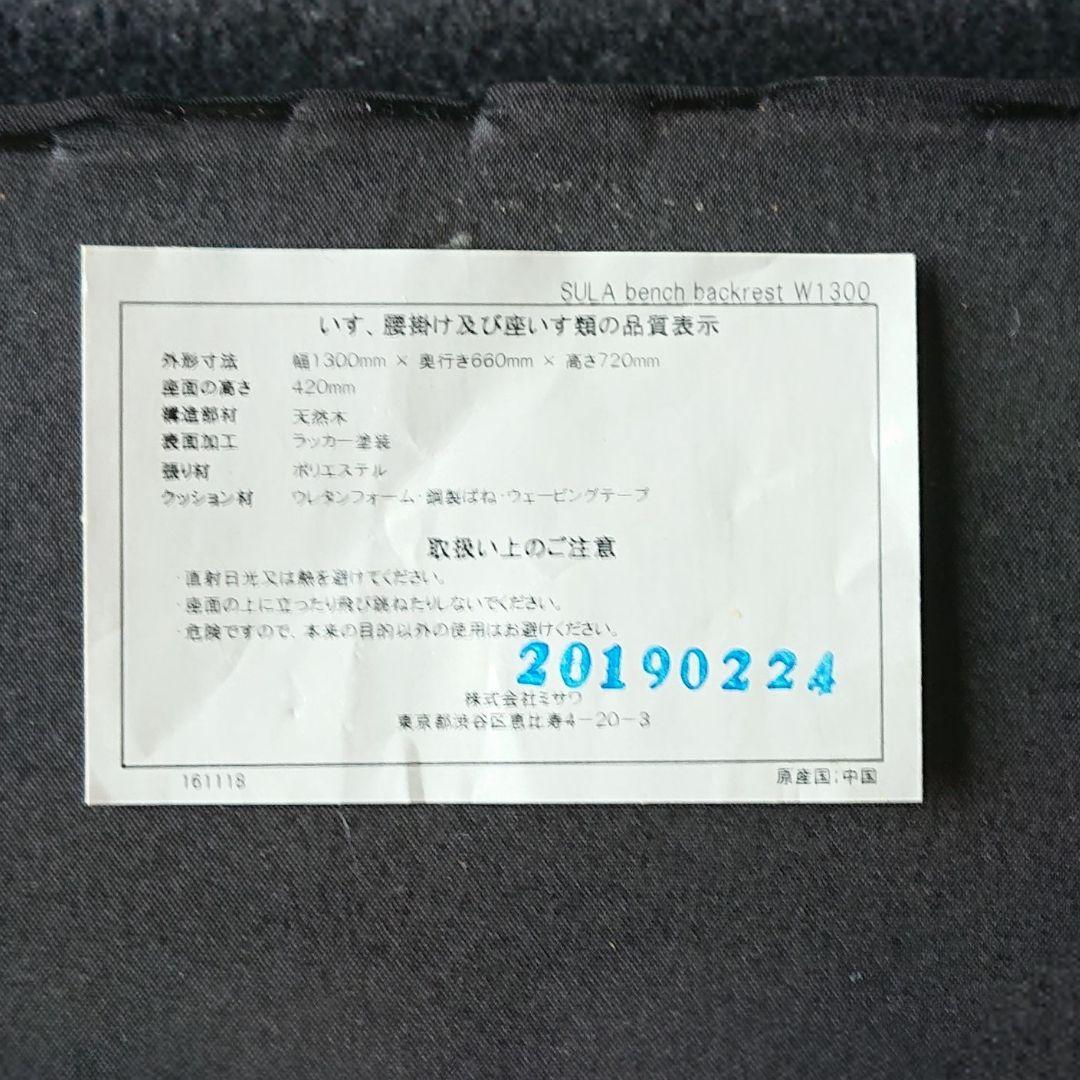 SULA bench backrest W1300
いす、腰掛け及び座いす類の品質表示
外形寸法 幅1300mm × 奥行き660mm × 高さ720mm
座面の高さ 420mm
構造部材 天然木
表面加工 ラッカー塗装
張り材 ポリエステル
クッション材 ウレタンフォーム・鋼製ばね・ウェービングテープ
取扱い上のご注意
・直射日光又は熱を避けてください。
・座面の上に立ったり飛び跳ねたりしないでください。
・危険ですので、本来の目的以外の使用はお避けください。
20190224
株式会社ミサワ
東京都渋谷区恵比寿4-20-3
161118 原産国：中国